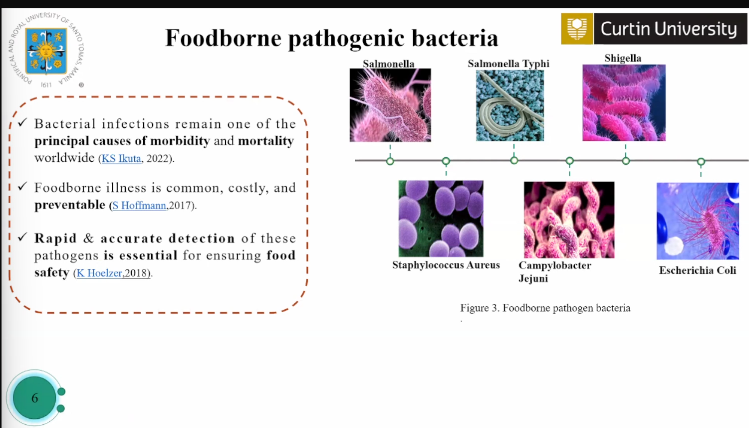 PONTIFICAL AND ROYAL UNIVERSITY OF SANTO TOMAS, MANILA
1611
Foodborne pathogenic bacteria
Curtin University
Salmonella
Salmonella Typhi
Shigella
✓ Bacterial infections remain one of the
principal causes of morbidity and mortality
worldwide (KS Ikuta, 2022).
✓ Foodborne illness is common, costly, and
preventable (S Hoffmann,2017).
✓ Rapid & accurate detection of these
pathogens is essential for ensuring food
safety (K Hoelzer,2018).
Staphylococcus Aureus
Campylobacter
Jejuni
Escherichia Coli
Figure 3. Foodborne pathogen bacteria
.
6